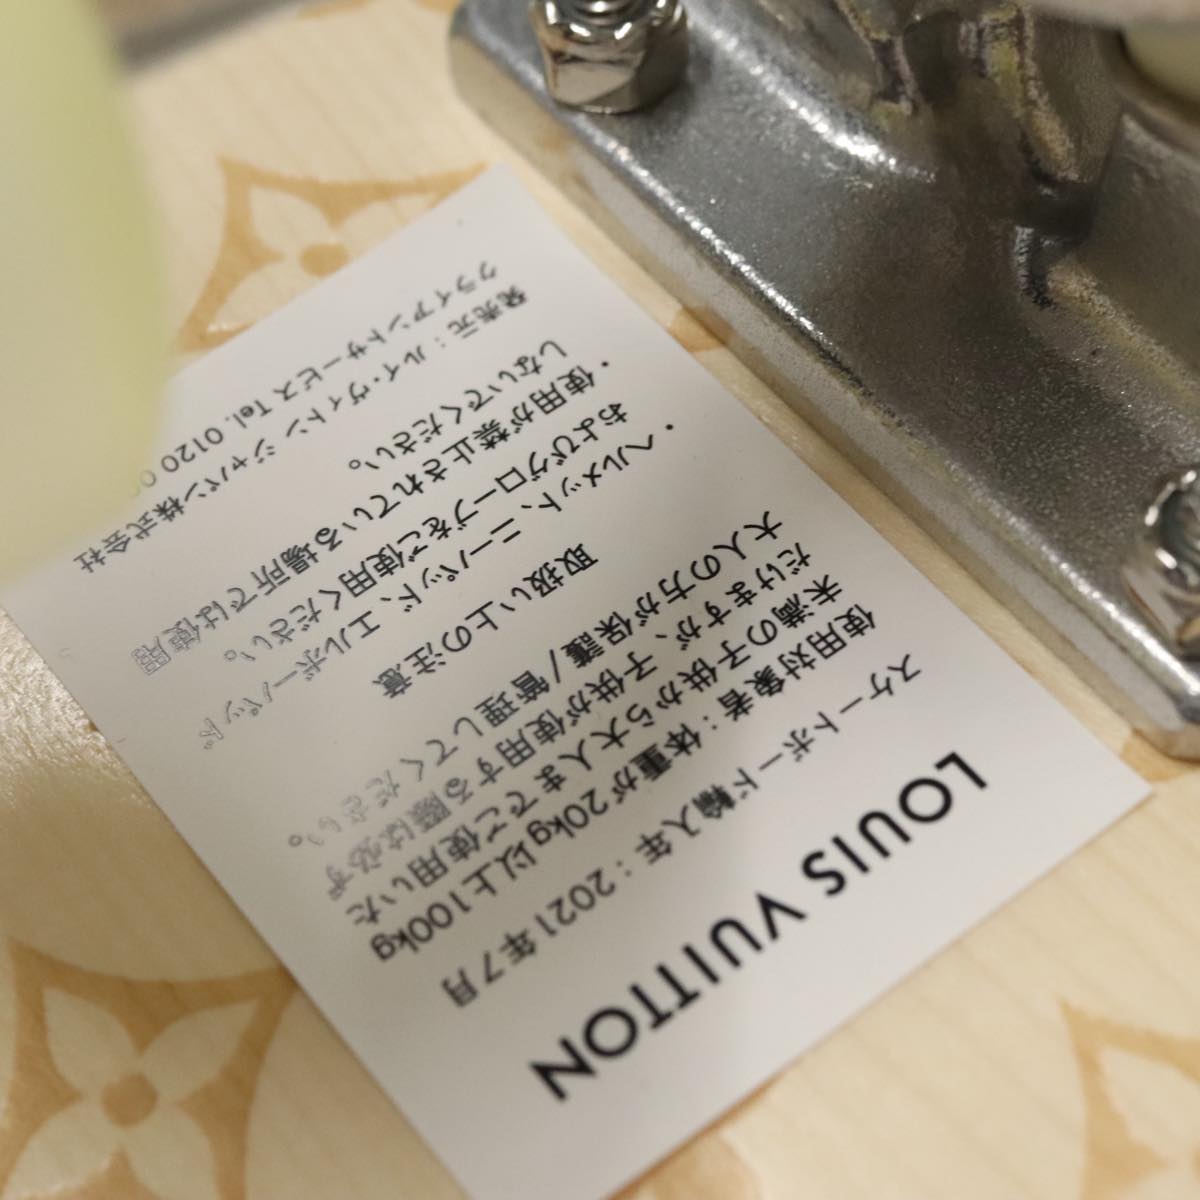 LOUIS VUITTON
スケートボード輸入年：2021年7月
使用対象者：体重が20kg以上100kg
未満の子供から大人までご使用いた
だけますが、子供が使用する際は必ず
大人の方が保護/管理してください。
取扱い上の注意
・ヘルメット、ニーパッド、エルボーパッド
およびグローブをご使用ください。
・使用が禁止されている場所では使用
しないでください。
発売元：ルイ・ヴィトン ジャパン株式会社
クライアントサービス Tel. 0120